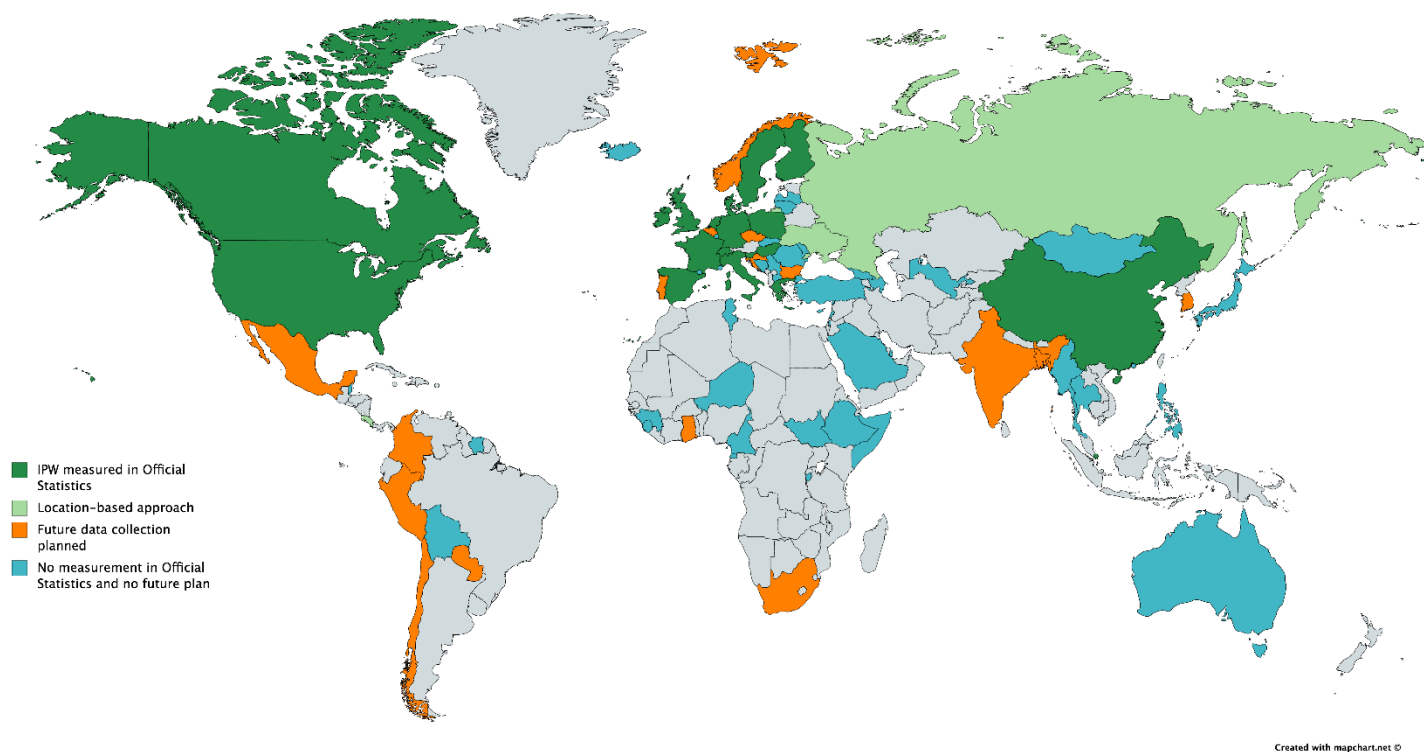 IPW measured in Official
Statistics
Location-based approach
Future data collection
planned
No measurement in Official
Statistics and no future plan
Created with mapchart.net ©